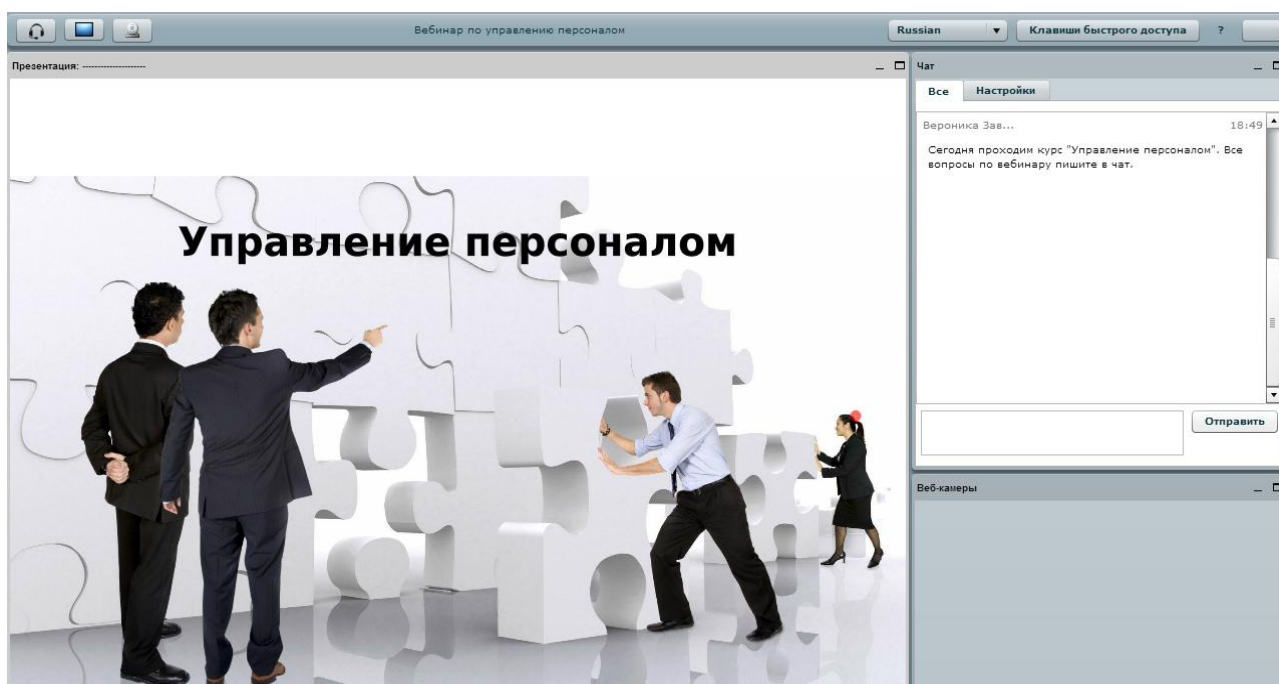 Вебинар по управлению персоналом
Russian
Клавиши быстрого доступа
?
Презентация: --------------------
Управление персоналом
Чат
Все
Настройки
Вероника Зав...
18:49
Сегодня проходим курс "Управление персоналом". Все
вопросы по вебинару пишите в чат.
Отправить
Веб-камеры